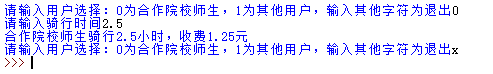 请输入用户选择：0为合作院校师生，1为其他用户，输入其他字符为退出0
请输入骑行时间2.5
合作院校师生骑行2.5小时，收费1.25元
请输入用户选择：0为合作院校师生，1为其他用户，输入其他字符为退出x
>>>